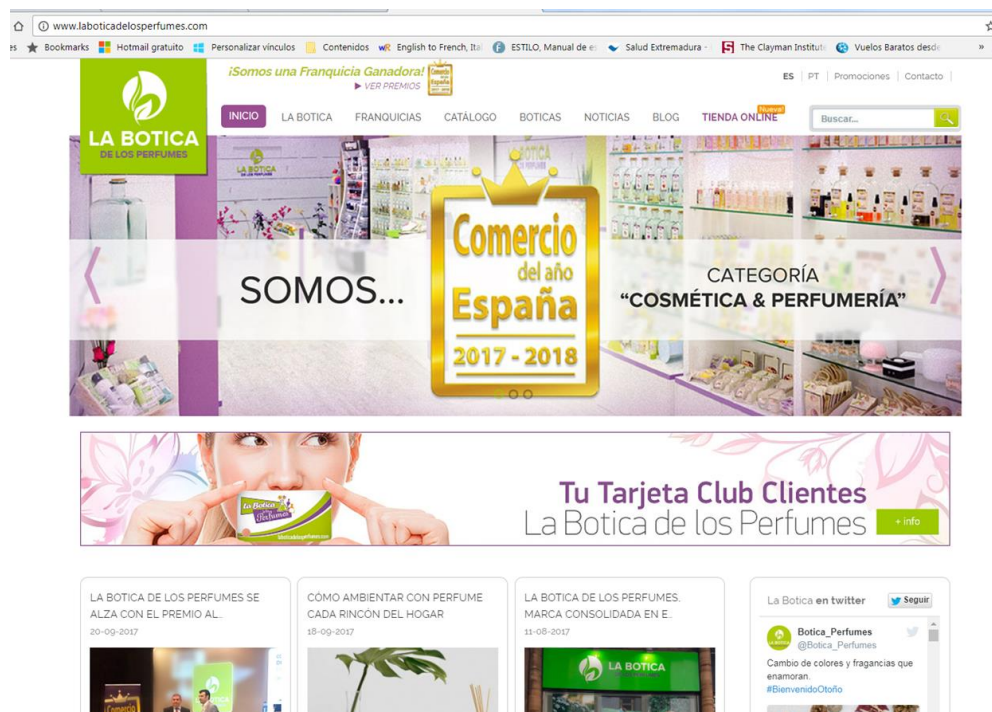 www.laboticadelosperfumes.com
es Bookmarks Hotmail gratuito Personalizar vínculos Contenidos English to French, Ita ESTILO, Manual de es Salud Extremadura - The Clayman Institute Vuelos Baratos desde »
¡Somos una Franquicia Ganadora!
VER PREMIOS
ES PT Promociones Contacto
LA BOTICA
DE LOS PERFUMES
INICIO LA BOTICA FRANQUICIAS CATÁLOGO BOTICAS NOTICIAS BLOG TIENDA ONLINE
Nueva!
Buscar...
SOMOS...
Comercio
del año
España
2017 - 2018
CATEGORÍA
“COSMÉTICA & PERFUMERÍA”
La Botica
Perfumes
Tu Tarjeta Club Clientes
La Botica de los Perfumes
+ info
LA BOTICA DE LOS PERFUMES SE
ALZA CON EL PREMIO AL...
20-09-2017
CÓMO AMBIENTAR CON PERFUME
CADA RINCÓN DEL HOGAR
18-09-2017
LA BOTICA DE LOS PERFUMES,
MARCA CONSOLIDADA EN E...
11-08-2017
LA BOTICA
La Botica en twitter
Seguir
Botica_Perfumes
@Botica_Perfumes
Cambio de colores y fragancias que
enamoran.
#BienvenidoOtoño
Comercio